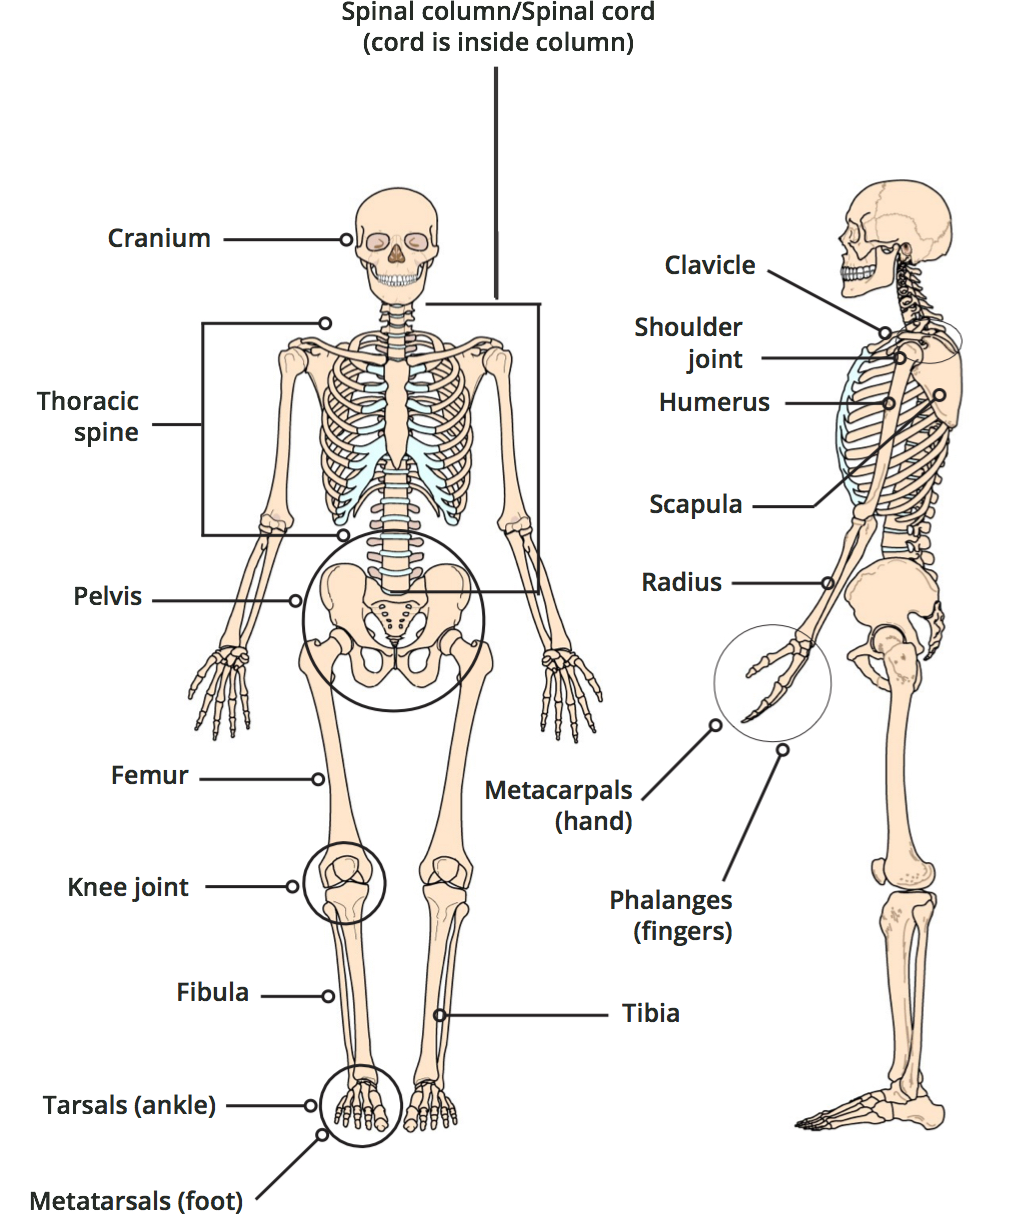 Spinal column/Spinal cord
(cord is inside column)
Cranium
Thoracic
spine
Pelvis
Femur
Knee joint
Fibula
Tarsals (ankle)
Metatarsals (foot)
Tibia
Clavicle
Shoulder
joint
Humerus
Scapula
Radius
Metacarpals
(hand)
Phalanges
(fingers)